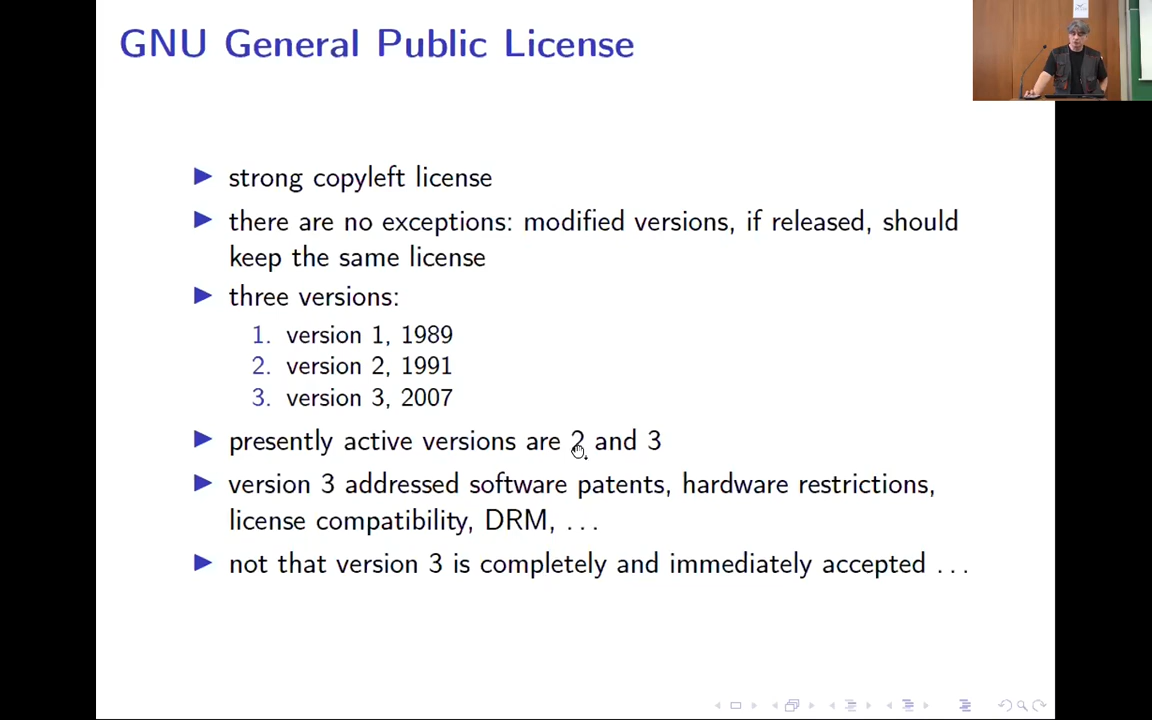 GNU General Public License
▶ strong copyleft license
▶ there are no exceptions: modified versions, if released, should
keep the same license
▶ three versions:
1. version 1, 1989
2. version 2, 1991
3. version 3, 2007
▶ presently active versions are 2 and 3
▶ version 3 addressed software patents, hardware restrictions,
license compatibility, DRM, ...
▶ not that version 3 is completely and immediately accepted ...